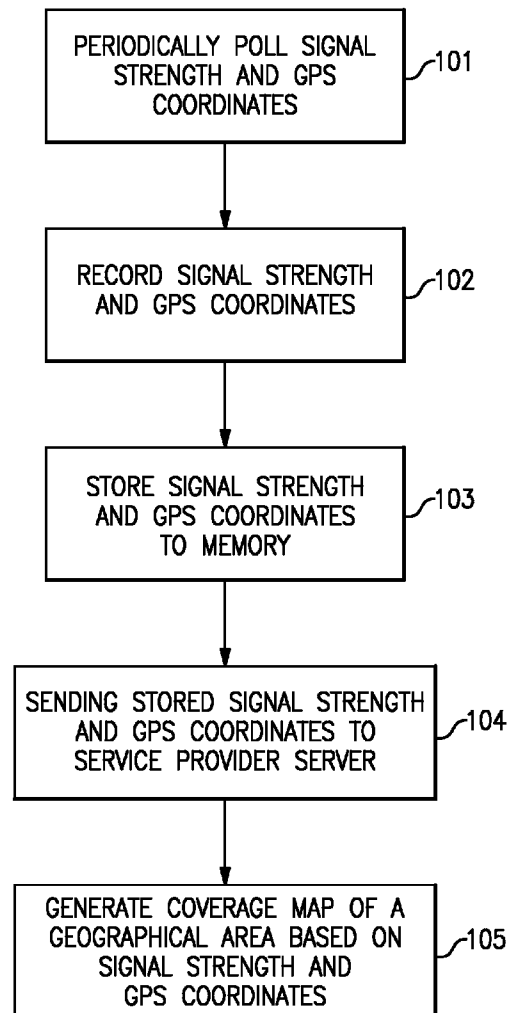 PERIODICALLY POLL SIGNAL
STRENGTH AND GPS
COORDINATES
101
RECORD SIGNAL STRENGTH
AND GPS COORDINATES
102
STORE SIGNAL STRENGTH
AND GPS COORDINATES
TO MEMORY
103
SENDING STORED SIGNAL STRENGTH
AND GPS COORDINATES TO
SERVICE PROVIDER SERVER
104
GENERATE COVERAGE MAP OF A
GEOGRAPHICAL AREA BASED ON
SIGNAL STRENGTH AND
GPS COORDINATES
105